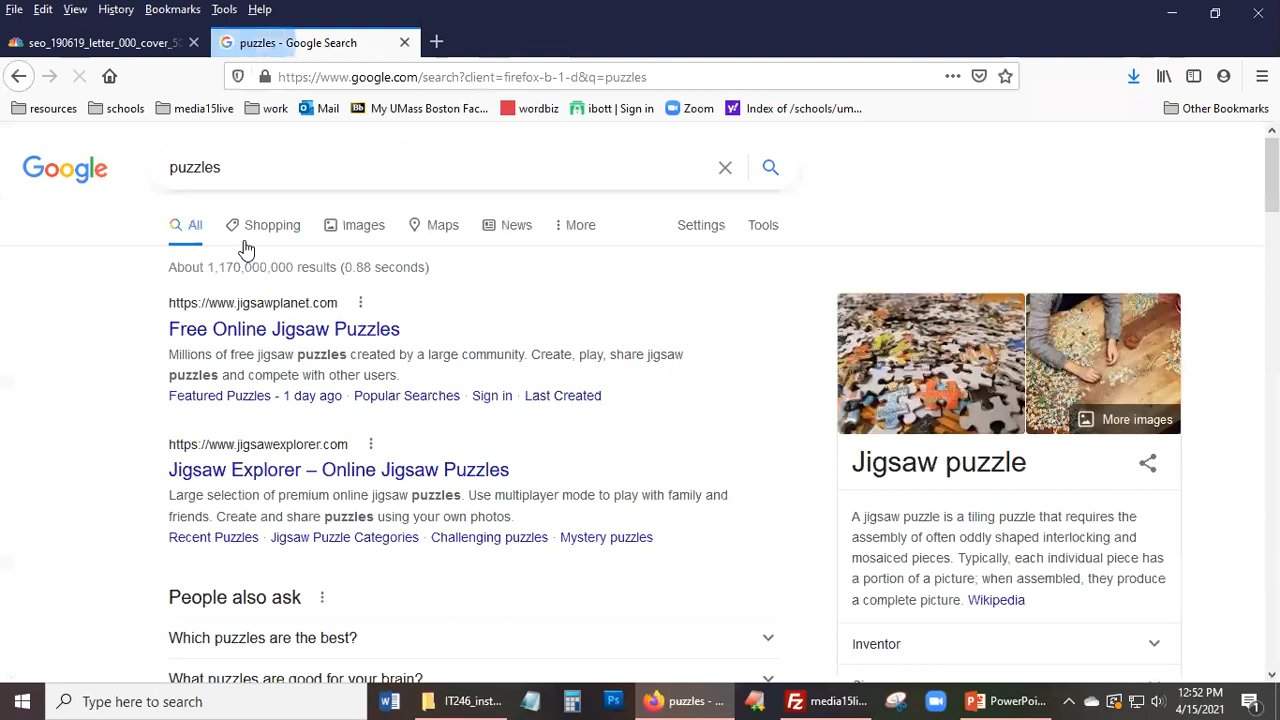 File Edit View History Bookmarks Tools Help
seo_190619_letter_000_cover_5
puzzles - Google Search
https://www.google.com/search?client=firefox-b-1-d&q=puzzles
resources schools media15live work Mail My UMass Boston Fac... wordbiz ibott | Sign in Zoom Index of /schools/um... Other Bookmarks
Google
puzzles
All Shopping Images Maps News More Settings Tools
About 1,170,000,000 results (0.88 seconds)
https://www.jigsawplanet.com
Free Online Jigsaw Puzzles
Millions of free jigsaw puzzles created by a large community. Create, play, share jigsaw
puzzles and compete with other users.
Featured Puzzles - 1 day ago · Popular Searches · Sign in · Last Created
https://www.jigsawexplorer.com
Jigsaw Explorer – Online Jigsaw Puzzles
Large selection of premium online jigsaw puzzles. Use multiplayer mode to play with family and
friends. Create and share puzzles using your own photos.
Recent Puzzles · Jigsaw Puzzle Categories · Challenging puzzles · Mystery puzzles
People also ask
Which puzzles are the best?
What puzzles are good for your brain?
More images
Jigsaw puzzle
A jigsaw puzzle is a tiling puzzle that requires the
assembly of often oddly shaped interlocking and
mosaiced pieces. Typically, each individual piece has
a portion of a picture; when assembled, they produce
a complete picture. Wikipedia
Inventor
Type here to search
IT246_inst...
puzzles - ...
media15li...
PowerPoi...
12:52 PM
4/15/2021